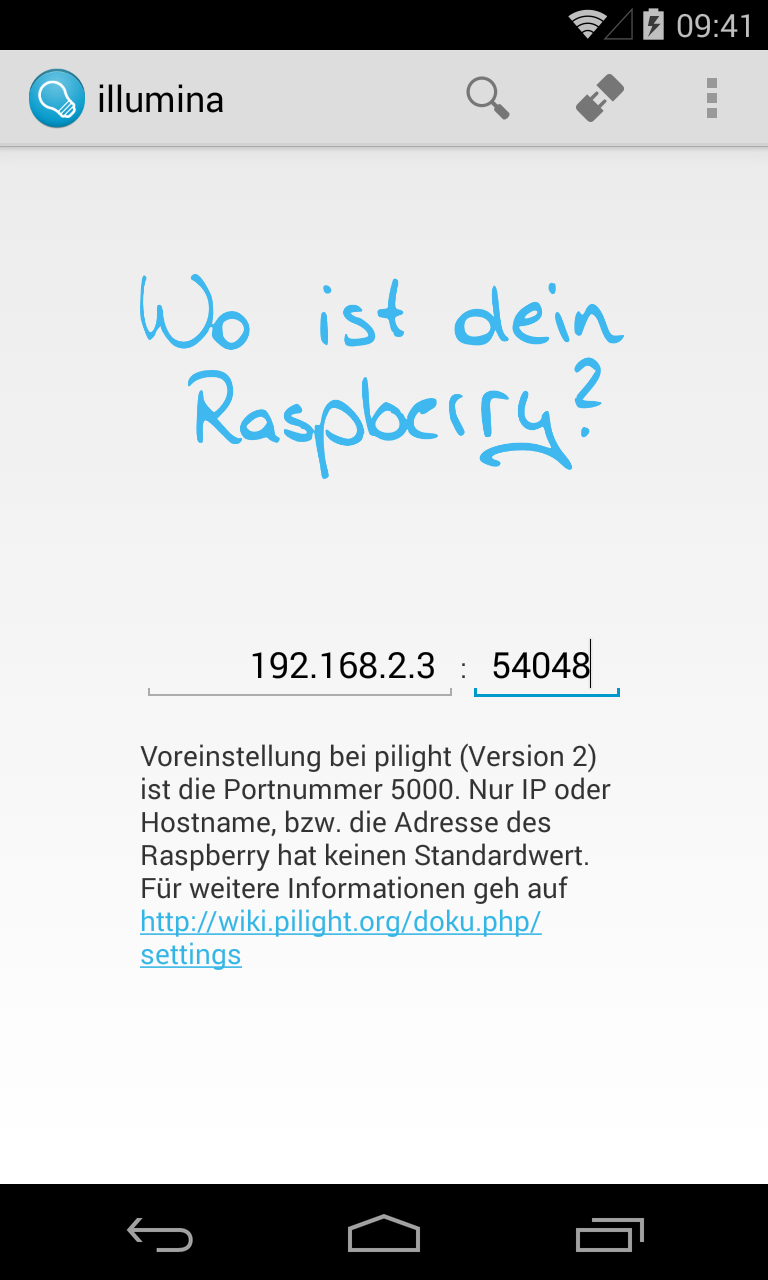 09:41
illumina
Wo ist dein
Raspberry?
192.168.2.3 : 54048
Voreinstellung bei pilight (Version 2)
ist die Portnummer 5000. Nur IP oder
Hostname, bzw. die Adresse des
Raspberry hat keinen Standardwert.
Für weitere Informationen geh auf
http://wiki.pilight.org/doku.php/
settings